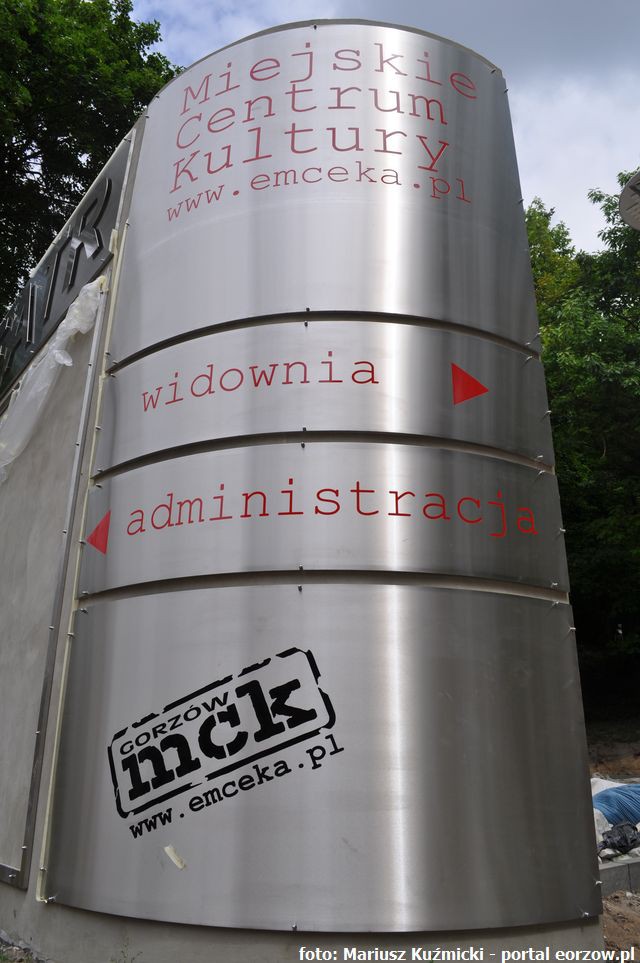 Miejskie
Centrum
Kultury
www.emceka.pl
widownia
administracja
GORZÓW
mck
www.emceka.pl
foto: Mariusz Kuźmicki - portal eorzow.pl